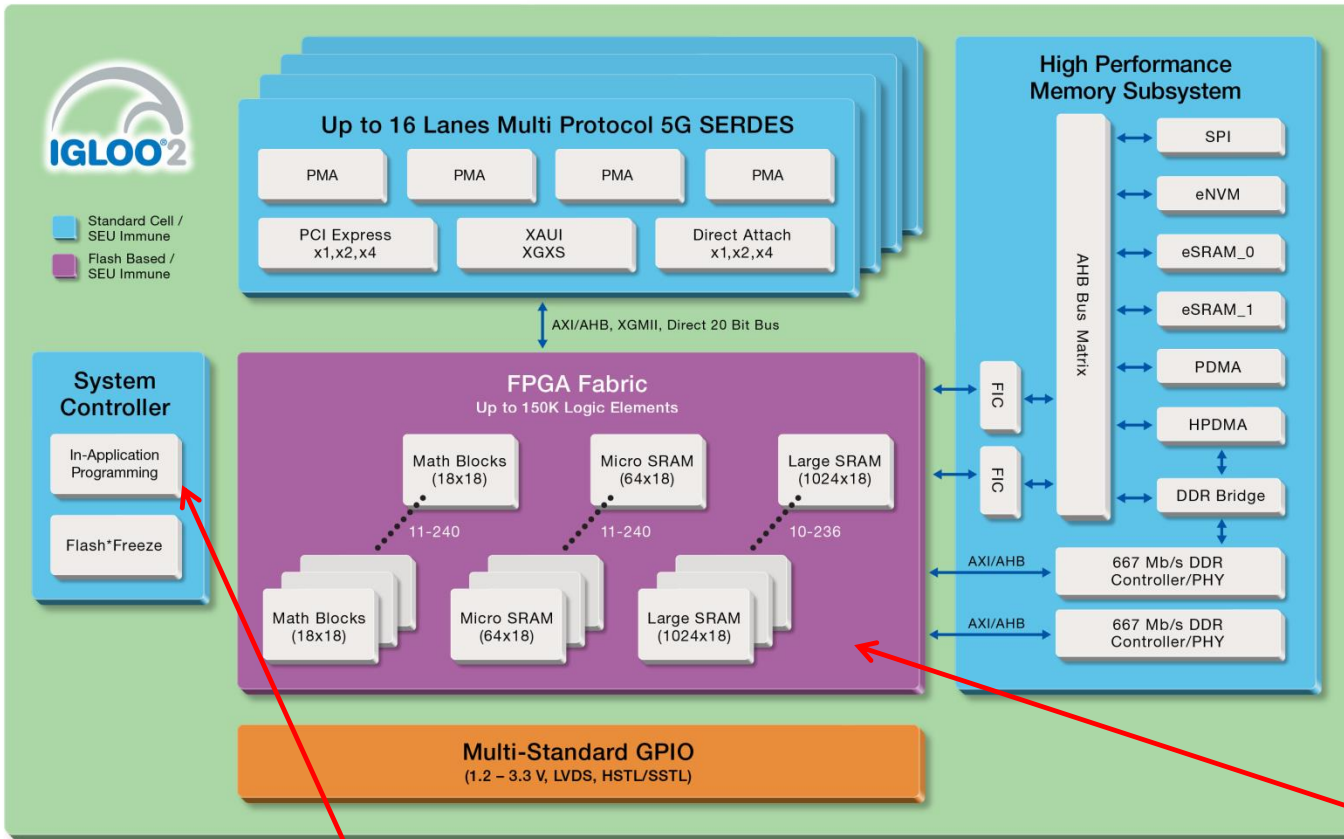 IGLOO®2
Standard Cell /
SEU Immune
Flash Based /
SEU Immune
Up to 16 Lanes Multi Protocol 5G SERDES
PMA
PMA
PMA
PMA
PCI Express
x1,x2,x4
XAUI
XGXS
Direct Attach
x1,x2,x4
AXI/AHB, XGMII, Direct 20 Bit Bus
System
Controller
In-Application
Programming
Flash*Freeze
FPGA Fabric
Up to 150K Logic Elements
Math Blocks
(18x18)
Micro SRAM
(64x18)
Large SRAM
(1024x18)
11-240
11-240
10-236
Math Blocks
(18x18)
Micro SRAM
(64x18)
Large SRAM
(1024x18)
Multi-Standard GPIO
(1.2 – 3.3 V, LVDS, HSTL/SSTL)
High Performance
Memory Subsystem
AHB Bus Matrix
FIC
FIC
SPI
eNVM
eSRAM_0
eSRAM_1
PDMA
HPDMA
DDR Bridge
AXI/AHB
667 Mb/s DDR
Controller/PHY
AXI/AHB
667 Mb/s DDR
Controller/PHY